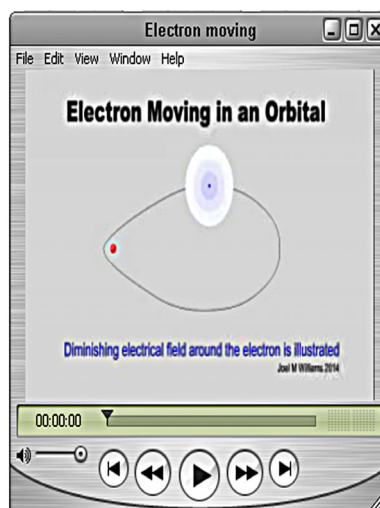 Electron moving
File Edit View Window Help
Electron Moving in an Orbital
Diminishing electrical field around the electron is illustrated
Joel M Williams 2014
00:00:00